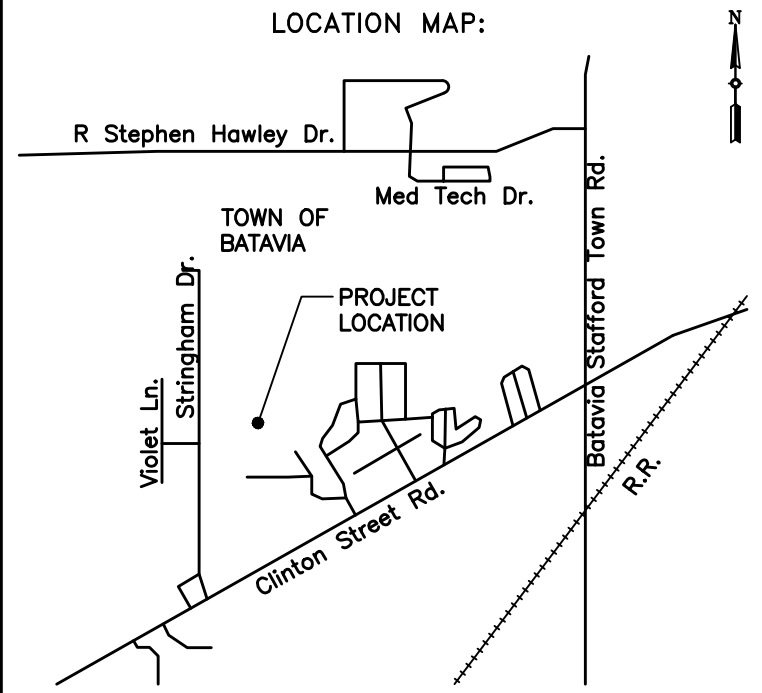 LOCATION MAP:
N
R Stephen Hawley Dr.
Med Tech Dr.
TOWN OF
BATAVIA
Batavia Stafford Town Rd.
Stringham Dr.
PROJECT
LOCATION
Violet Ln.
R.R.
Clinton Street Rd.